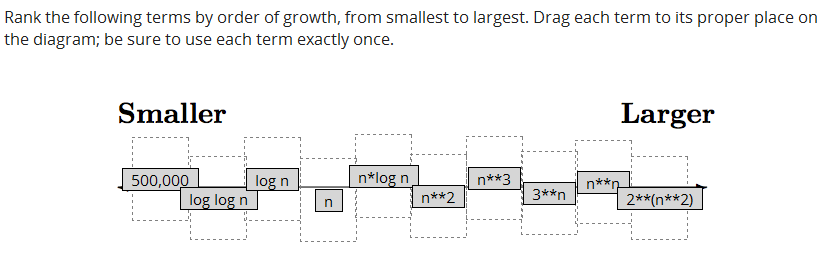 Rank the following terms by order of growth, from smallest to largest. Drag each term to its proper place on
the diagram; be sure to use each term exactly once.
Smaller Larger
500,000
log log n
log n
n
n*log n
n**2
n**3
3**n
n**n
2**(n**2)